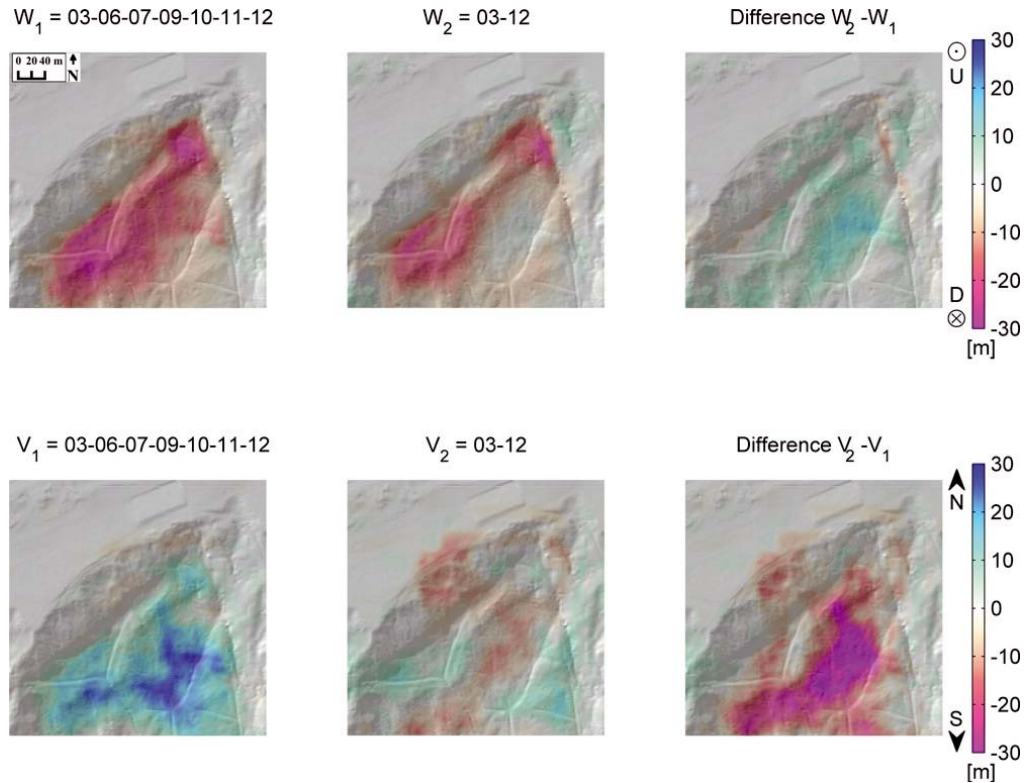 W1 = 03-06-07-09-10-11-12
W2 = 03-12
Difference W2 -W1
0 20 40 m
N
U
D
30
20
10
0
-10
-20
-30
[m]
V1 = 03-06-07-09-10-11-12
V2 = 03-12
Difference V2 -V1
N
S
30
20
10
0
-10
-20
-30
[m]